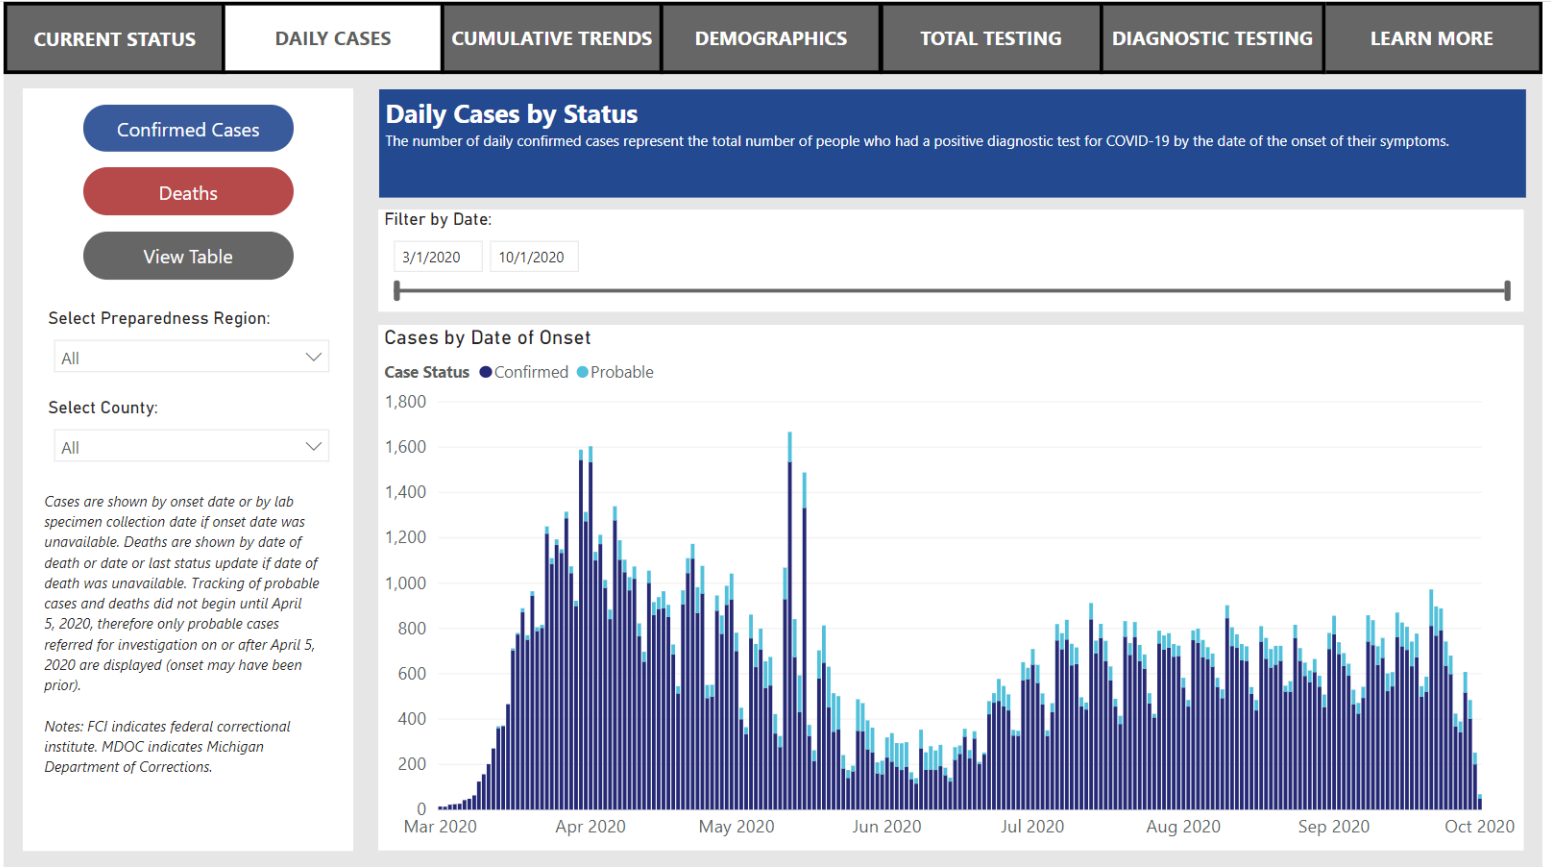 CURRENT STATUS
DAILY CASES
CUMULATIVE TRENDS
DEMOGRAPHICS
TOTAL TESTING
DIAGNOSTIC TESTING
LEARN MORE
Confirmed Cases
Deaths
View Table
Select Preparedness Region:
All
Select County:
All
Cases are shown by onset date or by lab
specimen collection date if onset date was
unavailable. Deaths are shown by date of
death or date or last status update if date of
death was unavailable. Tracking of probable
cases and deaths did not begin until April
5, 2020, therefore only probable cases
referred for investigation on or after April 5,
2020 are displayed (onset may have been
prior).
Notes: FCI indicates federal correctional
institute. MDOC indicates Michigan
Department of Corrections.
Daily Cases by Status
The number of daily confirmed cases represent the total number of people who had a positive diagnostic test for COVID-19 by the date of the onset of their symptoms.
Filter by Date:
3/1/2020
10/1/2020
Cases by Date of Onset
Case Status Confirmed Probable
1,800
1,600
1,400
1,200
1,000
800
600
400
200
0
Mar 2020
Apr 2020
May 2020
Jun 2020
Jul 2020
Aug 2020
Sep 2020
Oct 2020